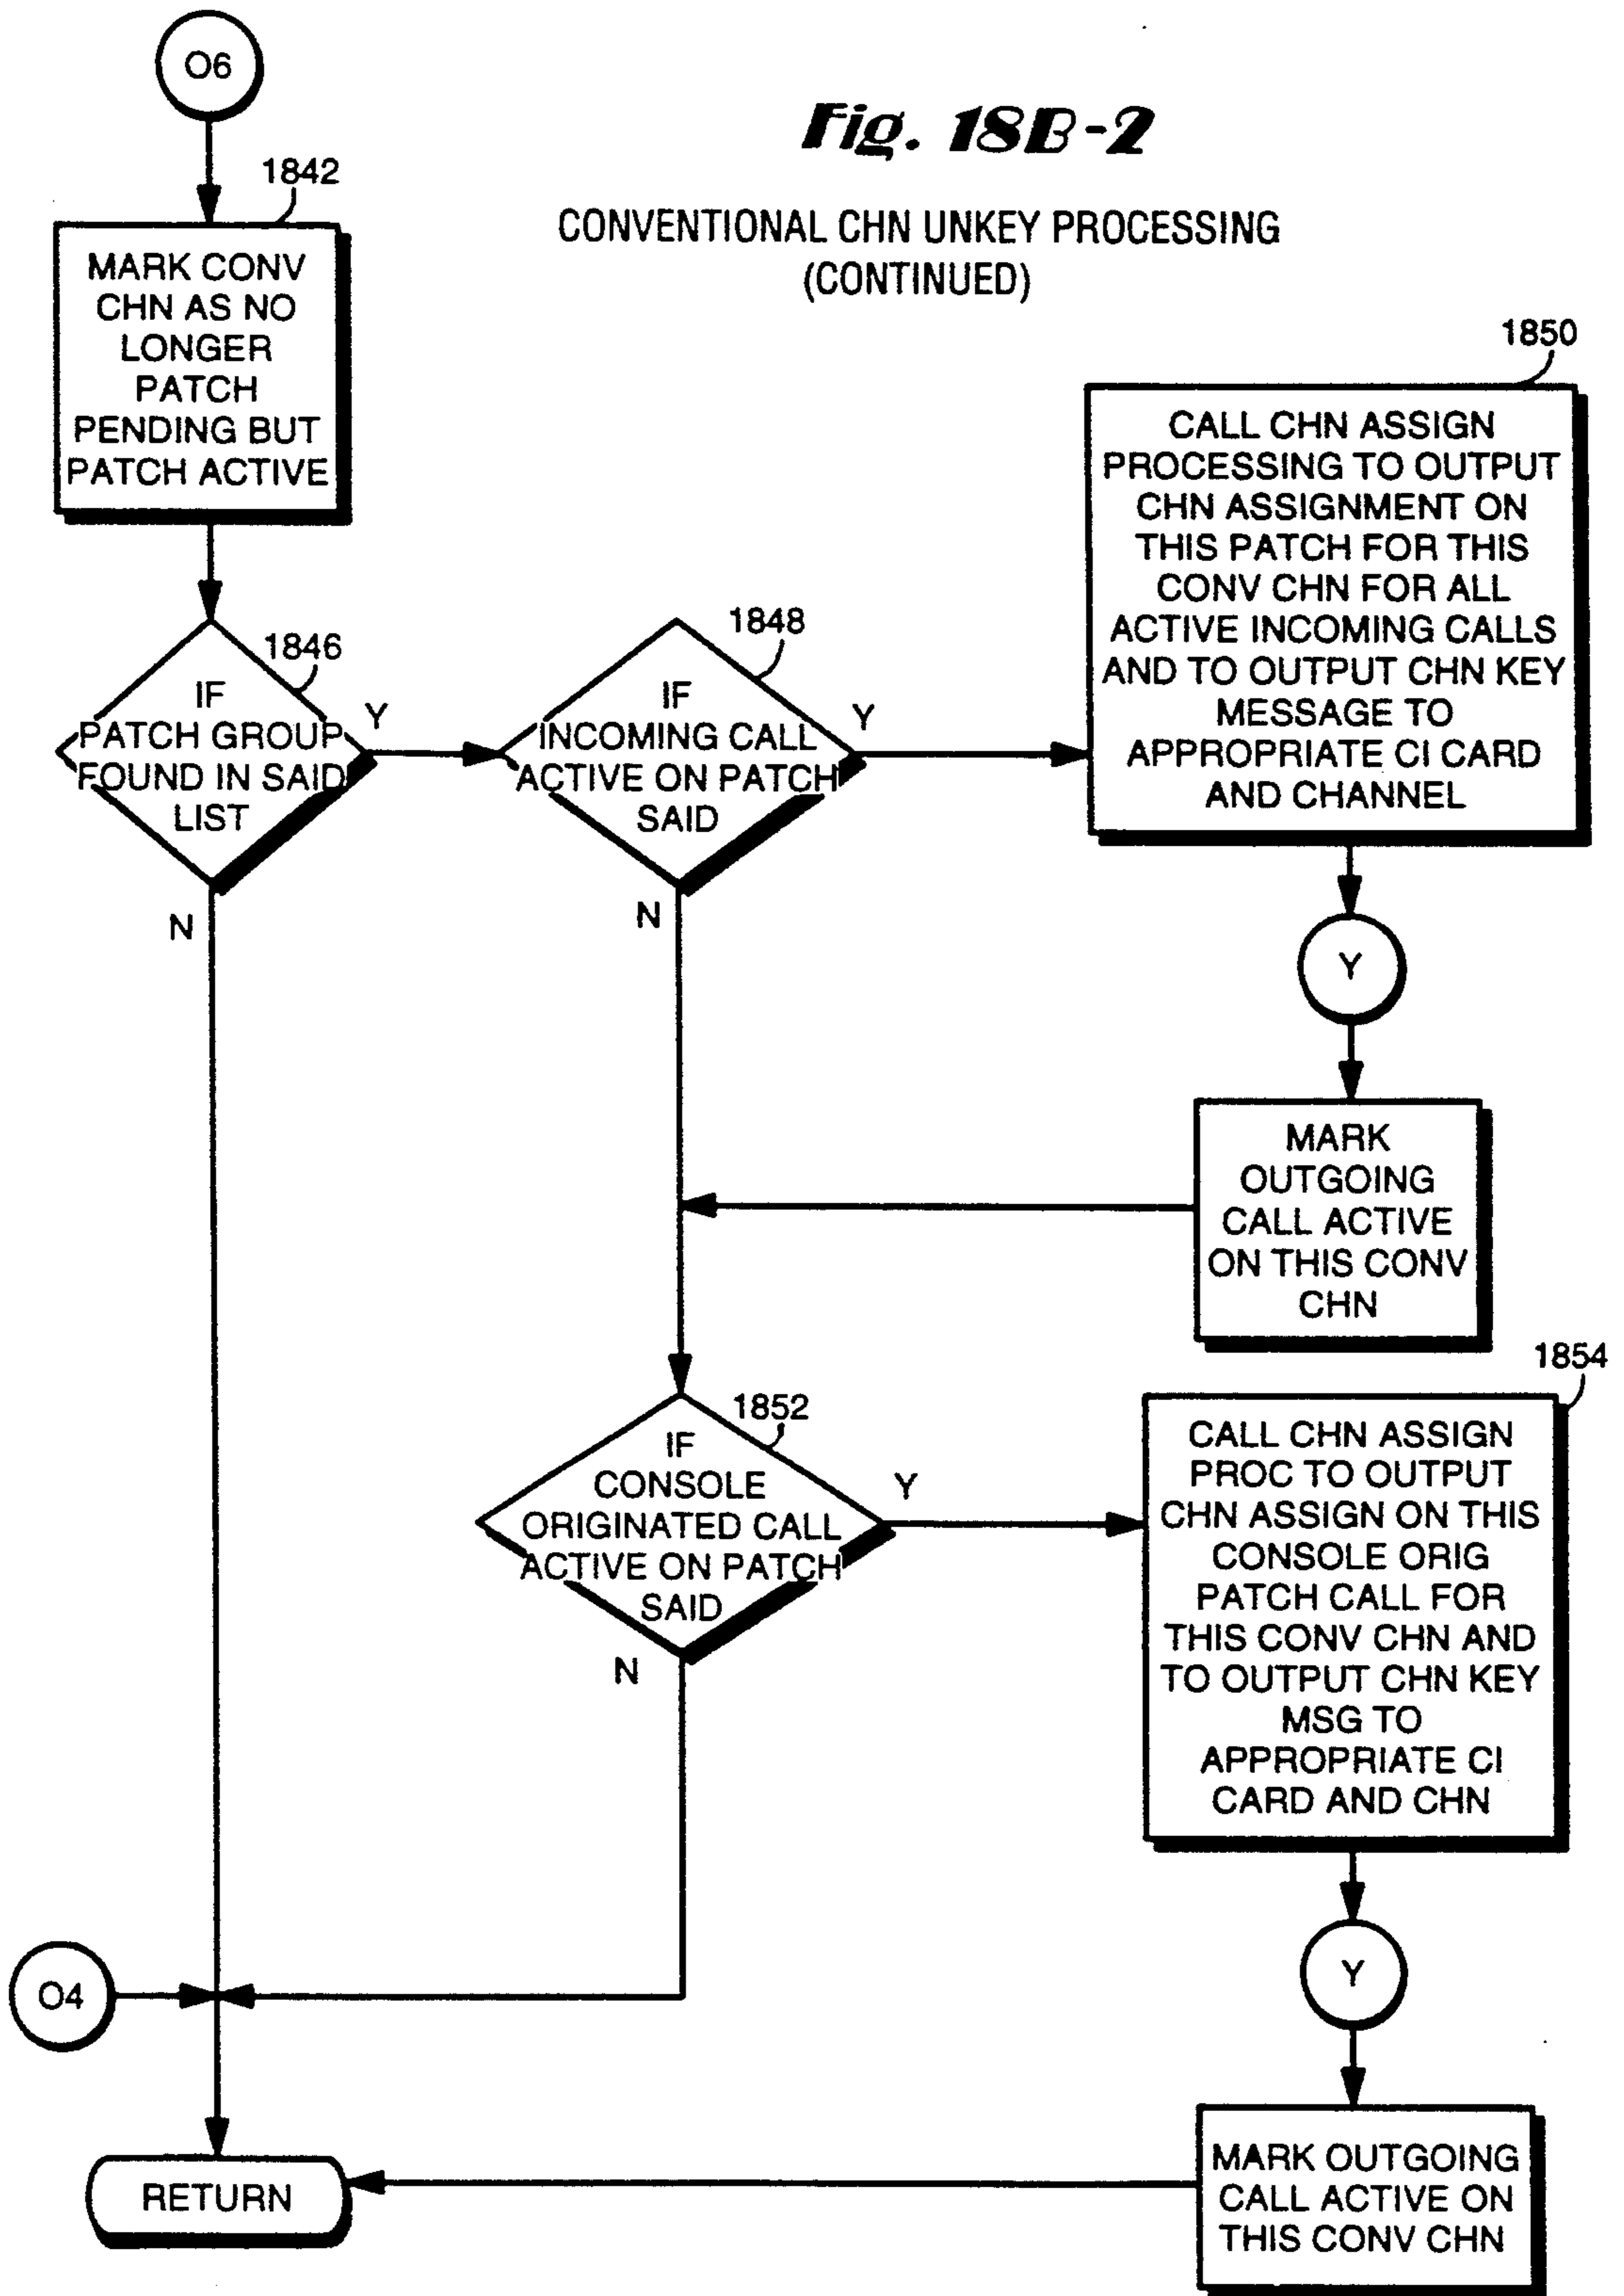 O6
Fig. 18B-2
CONVENTIONAL CHN UNKEY PROCESSING
(CONTINUED)
1842
MARK CONV
CHN AS NO
LONGER
PATCH
PENDING BUT
PATCH ACTIVE
1846
IF
PATCH GROUP
FOUND IN SAID
LIST
Y
N
1848
IF
INCOMING CALL
ACTIVE ON PATCH
SAID
Y
N
1850
CALL CHN ASSIGN
PROCESSING TO OUTPUT
CHN ASSIGNMENT ON
THIS PATCH FOR THIS
CONV CHN FOR ALL
ACTIVE INCOMING CALLS
AND TO OUTPUT CHN KEY
MESSAGE TO
APPROPRIATE CI CARD
AND CHANNEL
Y
MARK
OUTGOING
CALL ACTIVE
ON THIS CONV
CHN
1852
IF
CONSOLE
ORIGINATED CALL
ACTIVE ON PATCH
SAID
Y
N
1854
CALL CHN ASSIGN
PROC TO OUTPUT
CHN ASSIGN ON THIS
CONSOLE ORIG
PATCH CALL FOR
THIS CONV CHN AND
TO OUTPUT CHN KEY
MSG TO
APPROPRIATE CI
CARD AND CHN
Y
MARK OUTGOING
CALL ACTIVE ON
THIS CONV CHN
O4
RETURN